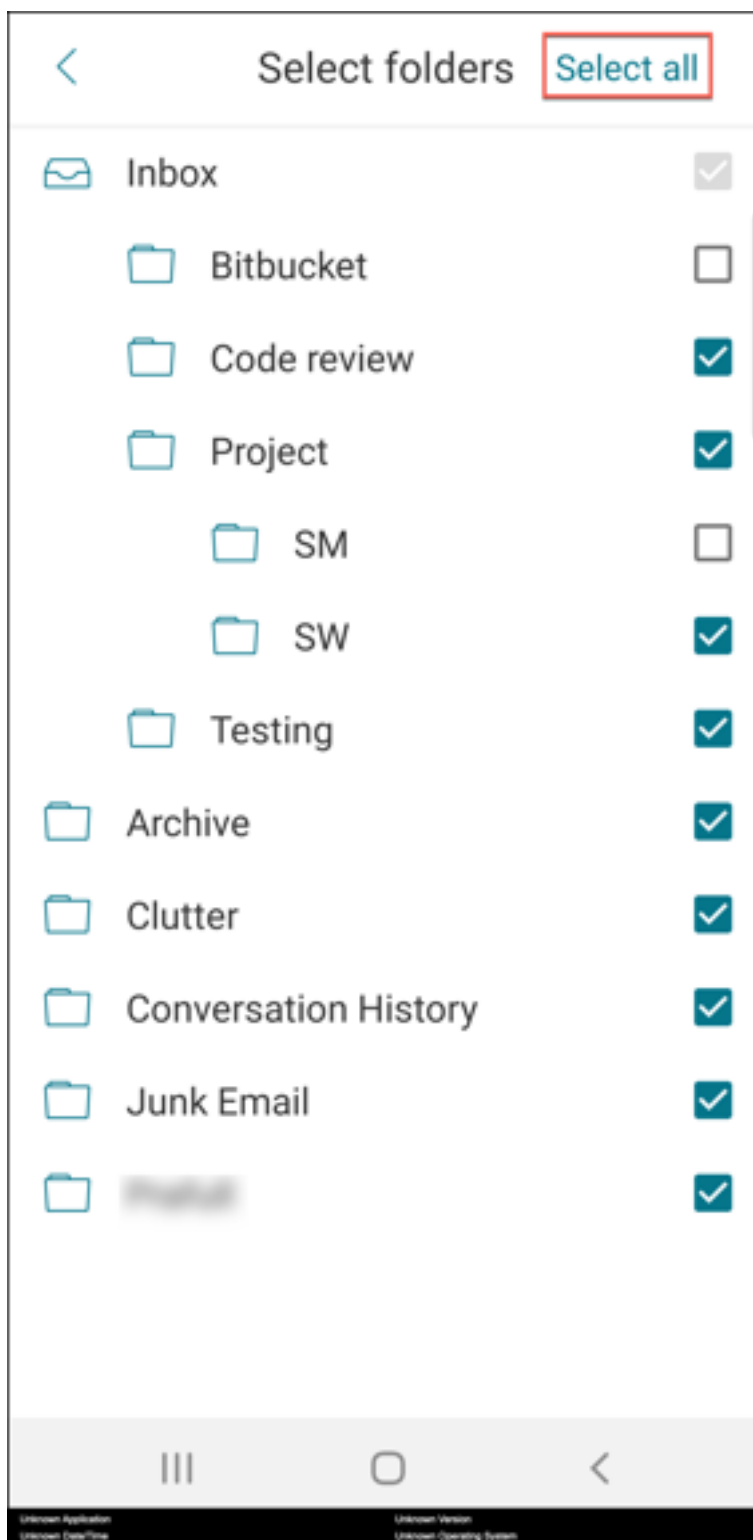 Select folders Select all
Inbox
Bitbucket
Code review
Project
SM
SW
Testing
Archive
Clutter
Conversation History
Junk Email
Unknown Application Unknown Version
Unknown Date/Time Unknown Operating System